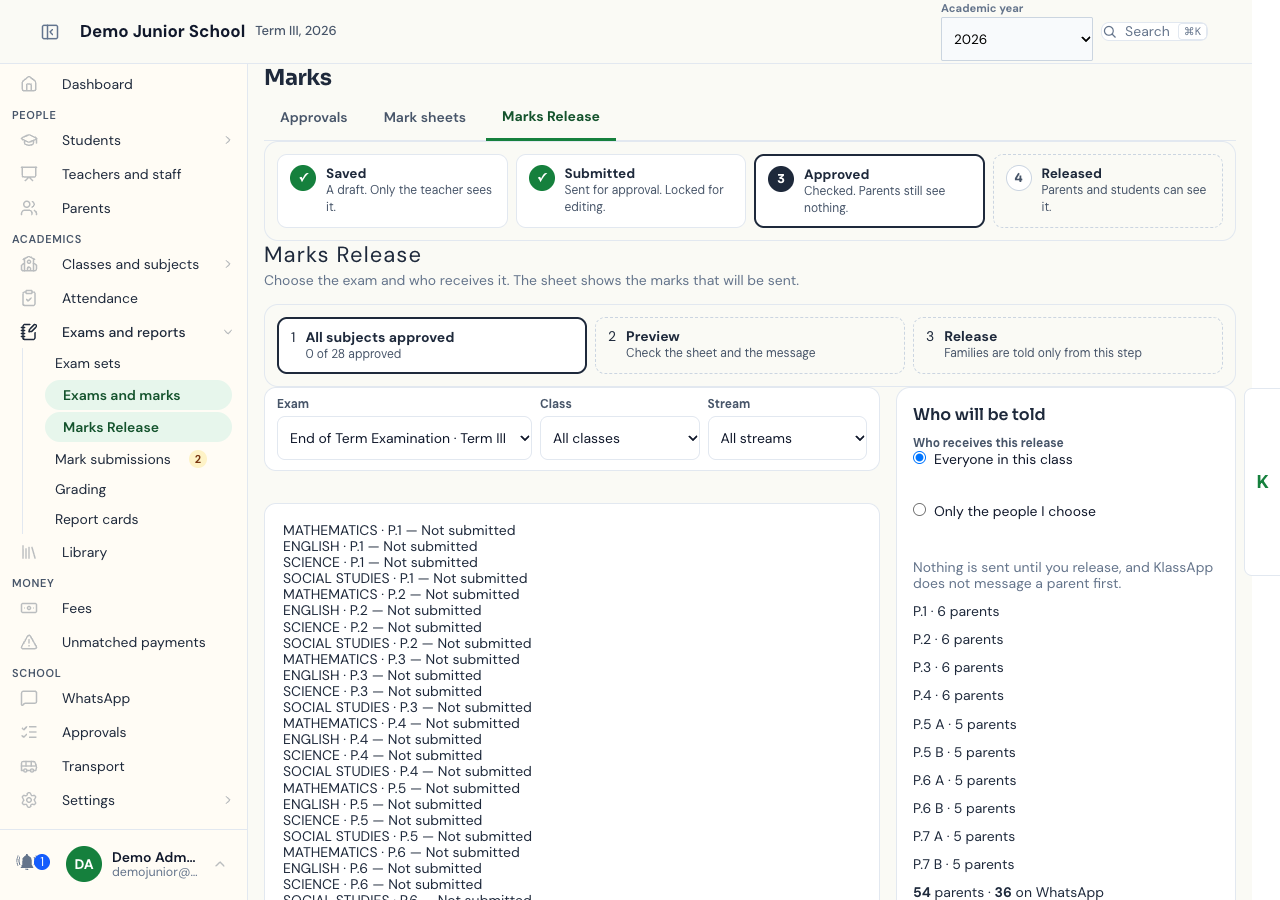 Demo Junior School
Term III, 2026
Academic year
2026
Search
⌘K
Dashboard
PEOPLE
Students
Teachers and staff
Parents
ACADEMICS
Classes and subjects
Attendance
Exams and reports
Exam sets
Exams and marks
Marks Release
Mark submissions
2
Grading
Report cards
Library
MONEY
Fees
Unmatched payments
SCHOOL
WhatsApp
Approvals
Transport
Settings
1
DA
Demo Adm...
demojunior@...
Marks
Approvals
Mark sheets
Marks Release
✓
Saved
A draft. Only the teacher sees
it.
✓
Submitted
Sent for approval. Locked for
editing.
3
Approved
Checked. Parents still see
nothing.
4
Released
Parents and students can see
it.
Marks Release
Choose the exam and who receives it. The sheet shows the marks that will be sent.
1
All subjects approved
0 of 28 approved
2
Preview
Check the sheet and the message
3
Release
Families are told only from this step
Exam
End of Term Examination · Term III
Class
All classes
Stream
All streams
MATHEMATICS · P.1 — Not submitted
ENGLISH · P.1 — Not submitted
SCIENCE · P.1 — Not submitted
SOCIAL STUDIES · P.1 — Not submitted
MATHEMATICS · P.2 — Not submitted
ENGLISH · P.2 — Not submitted
SCIENCE · P.2 — Not submitted
SOCIAL STUDIES · P.2 — Not submitted
MATHEMATICS · P.3 — Not submitted
ENGLISH · P.3 — Not submitted
SCIENCE · P.3 — Not submitted
SOCIAL STUDIES · P.3 — Not submitted
MATHEMATICS · P.4 — Not submitted
ENGLISH · P.4 — Not submitted
SCIENCE · P.4 — Not submitted
SOCIAL STUDIES · P.4 — Not submitted
MATHEMATICS · P.5 — Not submitted
ENGLISH · P.5 — Not submitted
SCIENCE · P.5 — Not submitted
SOCIAL STUDIES · P.5 — Not submitted
MATHEMATICS · P.6 — Not submitted
ENGLISH · P.6 — Not submitted
SCIENCE · P.6 — Not submitted
SOCIAL STUDIES · P.6 — Not submitted
Who will be told
Who receives this release
Everyone in this class
Only the people I choose
Nothing is sent until you release, and KlassApp
does not message a parent first.
P.1 · 6 parents
P.2 · 6 parents
P.3 · 6 parents
P.4 · 6 parents
P.5 A · 5 parents
P.5 B · 5 parents
P.6 A · 5 parents
P.6 B · 5 parents
P.7 A · 5 parents
P.7 B · 5 parents
54 parents · 36 on WhatsApp
K